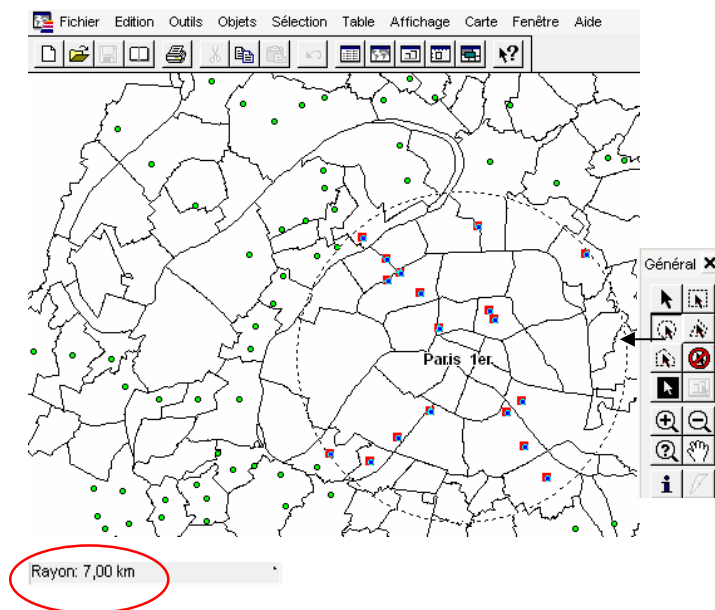 Fichier Edition Outils Objets Sélection Table Affichage Carte Fenêtre Aide
Général
Paris 1er.
Rayon: 7,00 km